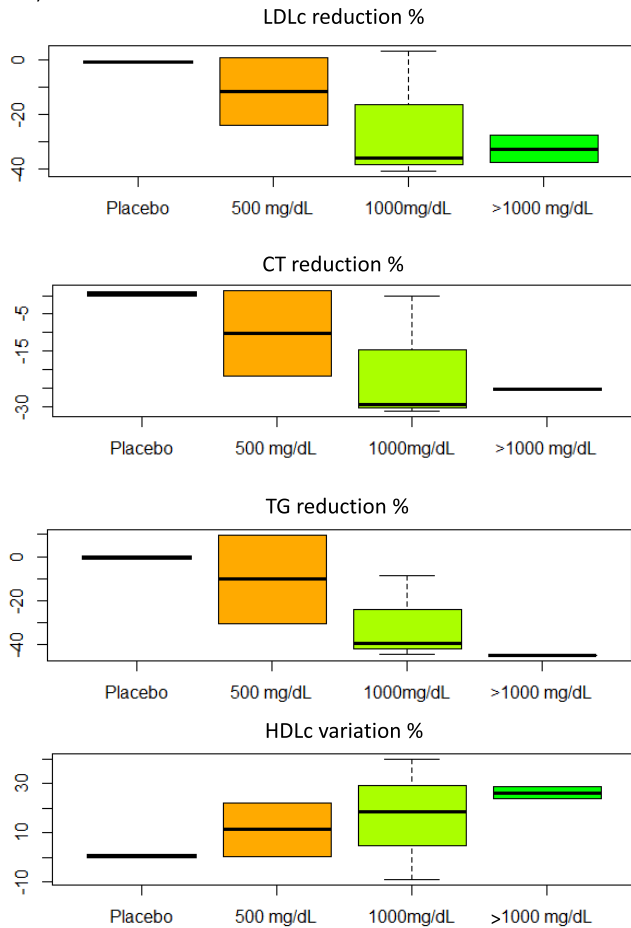 LDLc reduction %
0
-20
-40
Placebo
500 mg/dL
1000mg/dL
>1000 mg/dL
CT reduction %
-5
-15
-30
Placebo
500 mg/dL
1000mg/dL
>1000 mg/dL
TG reduction %
0
-20
-40
Placebo
500 mg/dL
1000mg/dL
>1000 mg/dL
HDLc variation %
30
10
-10
Placebo
500 mg/dL
1000mg/dL
>1000 mg/dL